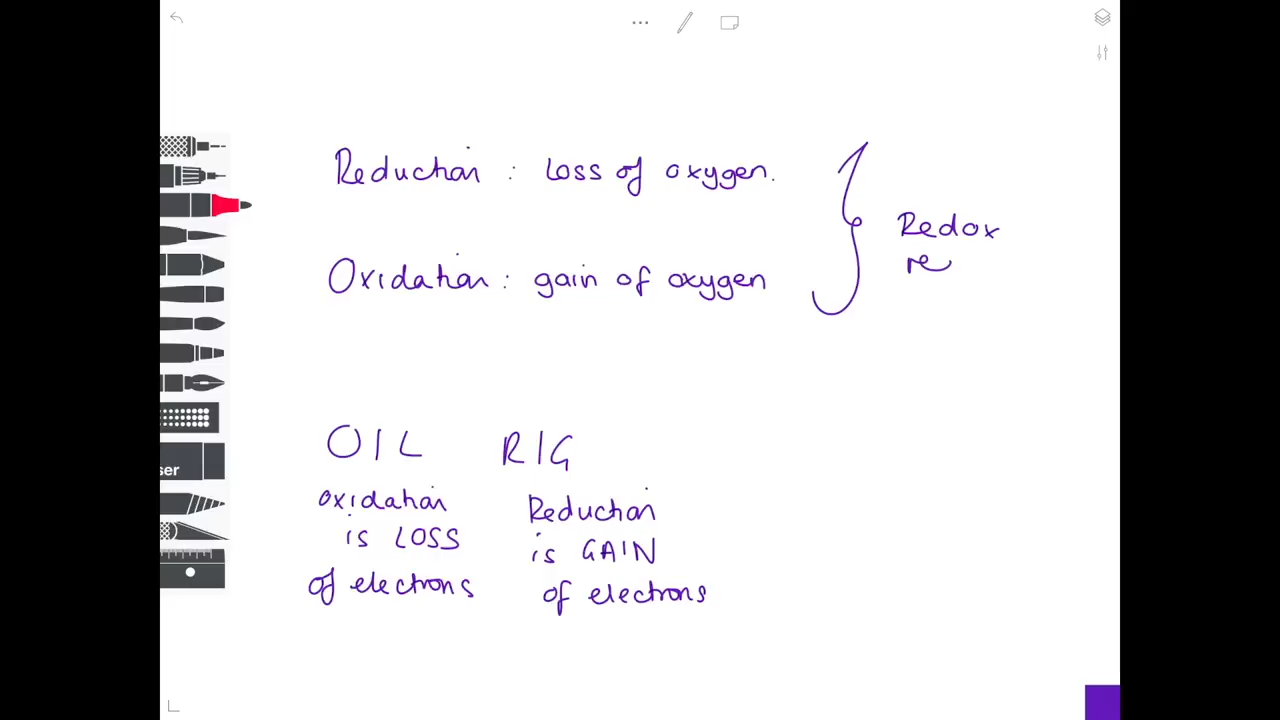 Reduction : Loss of oxygen.
Redox
re
Oxidation : gain of oxygen
OIL RIG
oxidation
is LOSS
of electrons
Reduction
is GAIN
of electrons
ser